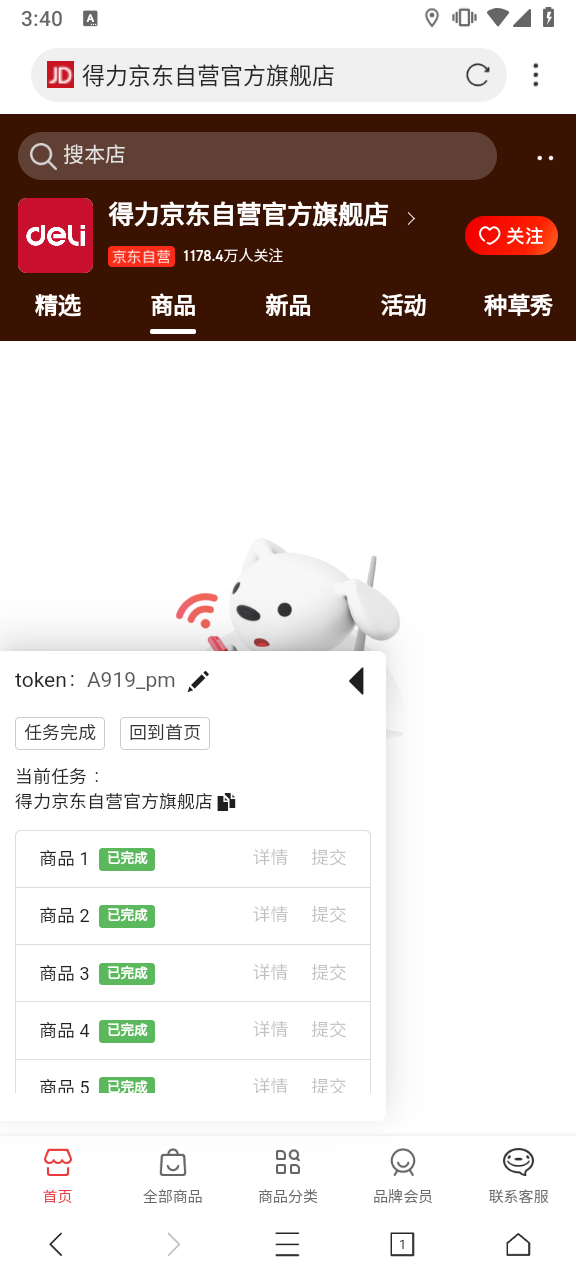 3:40
A
JD 得力京东自营官方旗舰店
搜本店
deli
得力京东自营官方旗舰店
京东自营 1178.4万人关注
关注
精选 商品 新品 活动 种草秀
token: A919_pm
任务完成 回到首页
当前任务：
得力京东自营官方旗舰店
商品 1 已完成 详情 提交
商品 2 已完成 详情 提交
商品 3 已完成 详情 提交
商品 4 已完成 详情 提交
商品 5 已完成 详情 提交
首页 全部商品 商品分类 品牌会员 联系客服
1